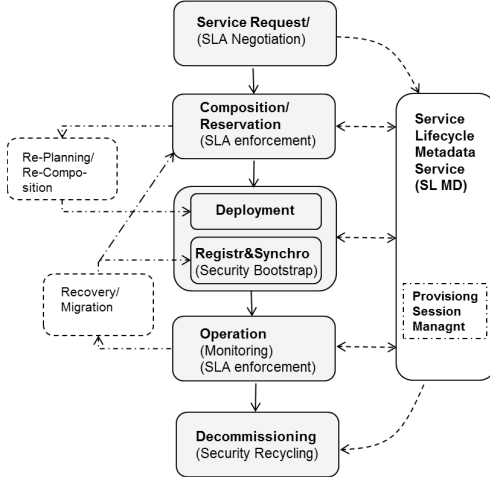 Service Request/
(SLA Negotiation)
Composition/
Reservation
(SLA enforcement)
Service
Lifecycle
Metadata
Service
(SL MD)
Re-Planning/
Re-Compo-
sition
Deployment
Registr&Synchro
(Security Bootstrap)
Recovery/
Migration
Provisiong
Session
Managnt
Operation
(Monitoring)
(SLA enforcement)
Decommissioning
(Security Recycling)